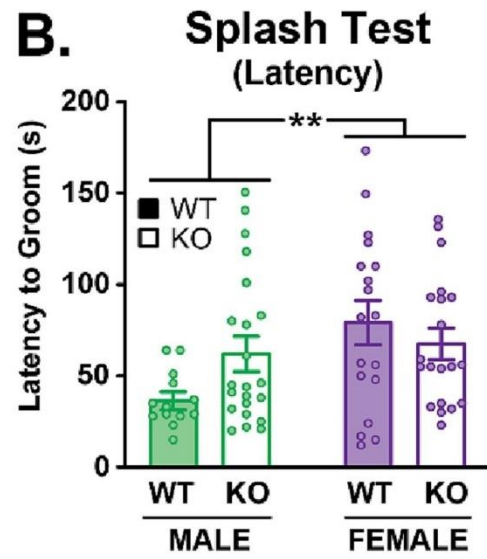 B.
Splash Test
(Latency)
Latency to Groom (s)
200
150
100
50
0
**
WT
KO
WT KO WT KO
MALE FEMALE